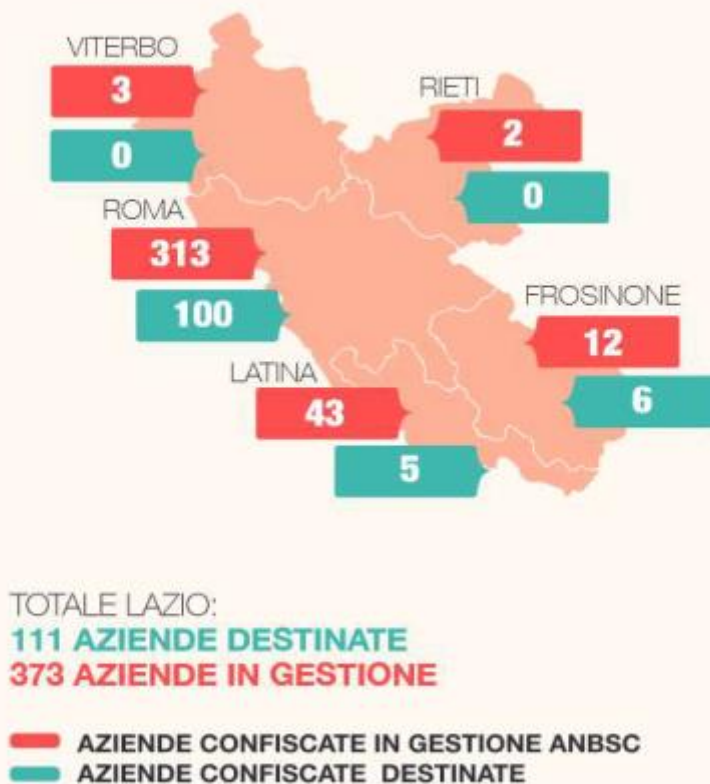 VITERBO
3
0
RIETI
2
0
ROMA
313
100
FROSINONE
12
6
LATINA
43
5
TOTALE LAZIO:
111 AZIENDE DESTINATE
373 AZIENDE IN GESTIONE
AZIENDE CONFISCATE IN GESTIONE ANBSC
AZIENDE CONFISCATE DESTINATE